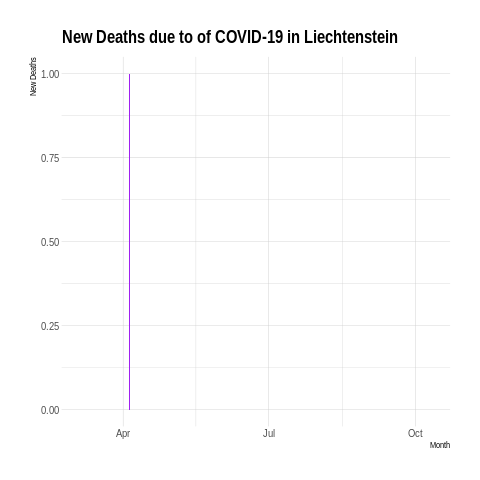 New Deaths due to of COVID-19 in Liechtenstein
New Deaths
1.00
0.75
0.50
0.25
0.00
Apr Jul Oct
Month